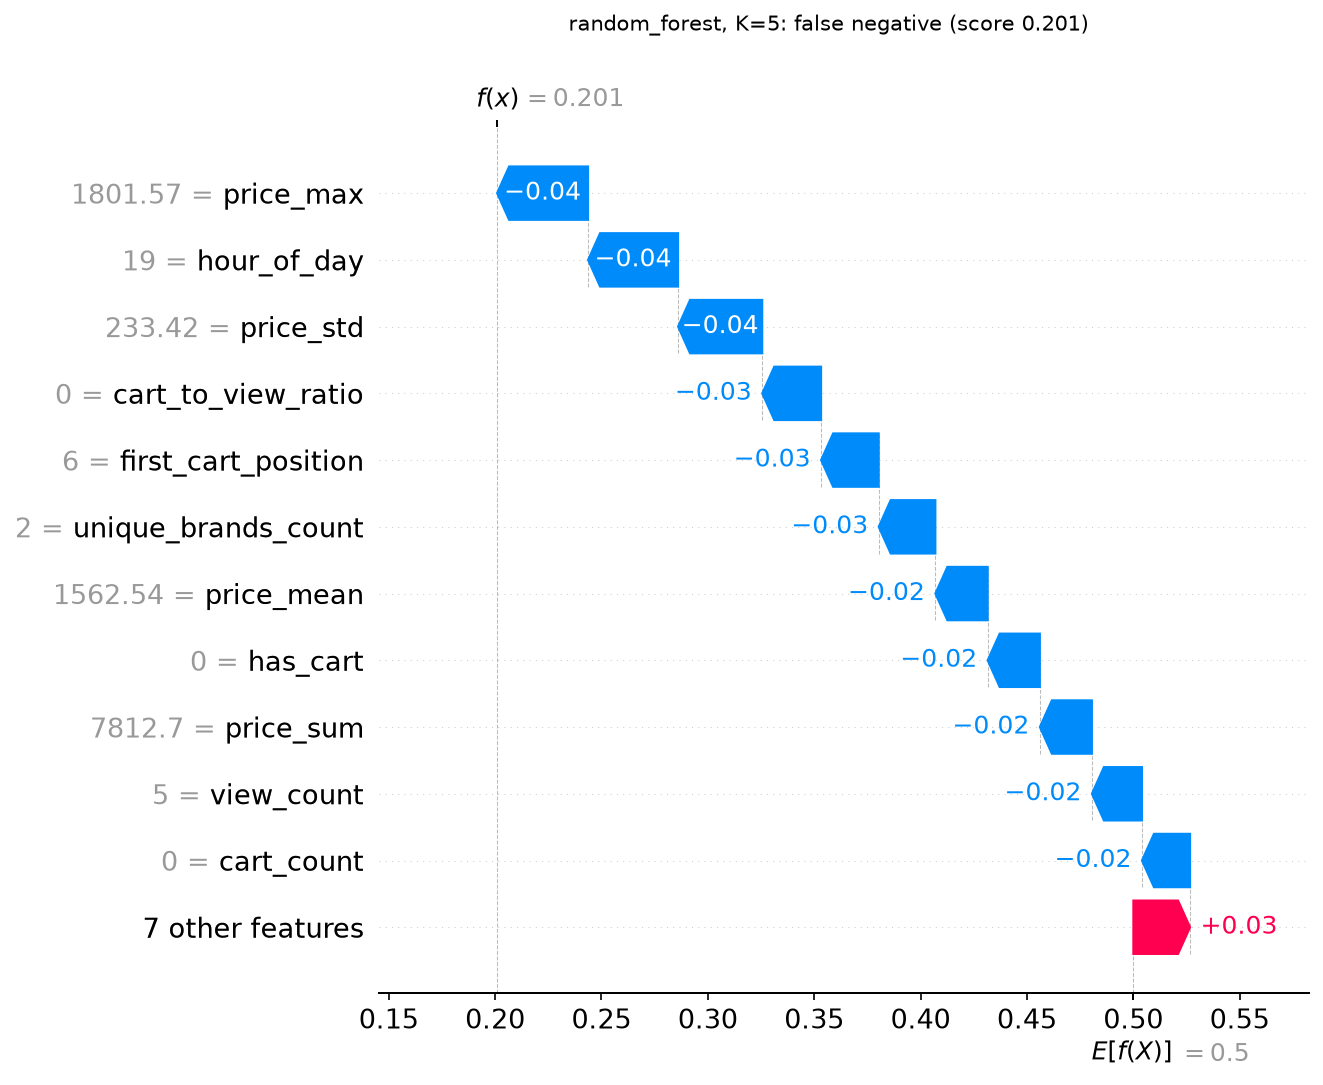 random_forest, K=5: false negative (score 0.201)
f(x) = 0.201
1801.57 = price_max −0.04
19 = hour_of_day −0.04
233.42 = price_std −0.04
0 = cart_to_view_ratio −0.03
6 = first_cart_position −0.03
2 = unique_brands_count −0.03
1562.54 = price_mean −0.02
0 = has_cart −0.02
7812.7 = price_sum −0.02
5 = view_count −0.02
0 = cart_count −0.02
7 other features +0.03
0.15 0.20 0.25 0.30 0.35 0.40 0.45 0.50 0.55
E[f(X)] = 0.5